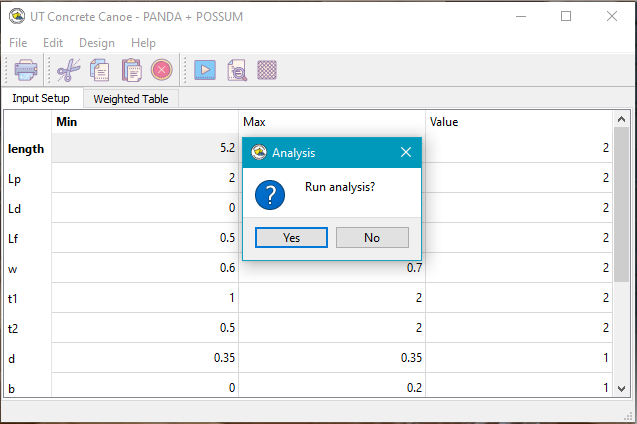 UT Concrete Canoe - PANDA + POSSUM
File Edit Design Help
Input Setup Weighted Table
Min Max Value
length 5.2 2
Analysis
Lp 2 2
Run analysis?
Ld 0 2
Lf 0.5 2
Yes No
w 0.6 0.7 2
t1 1 2 2
t2 0.5 2 2
d 0.35 0.35 1
b 0 0.2 1